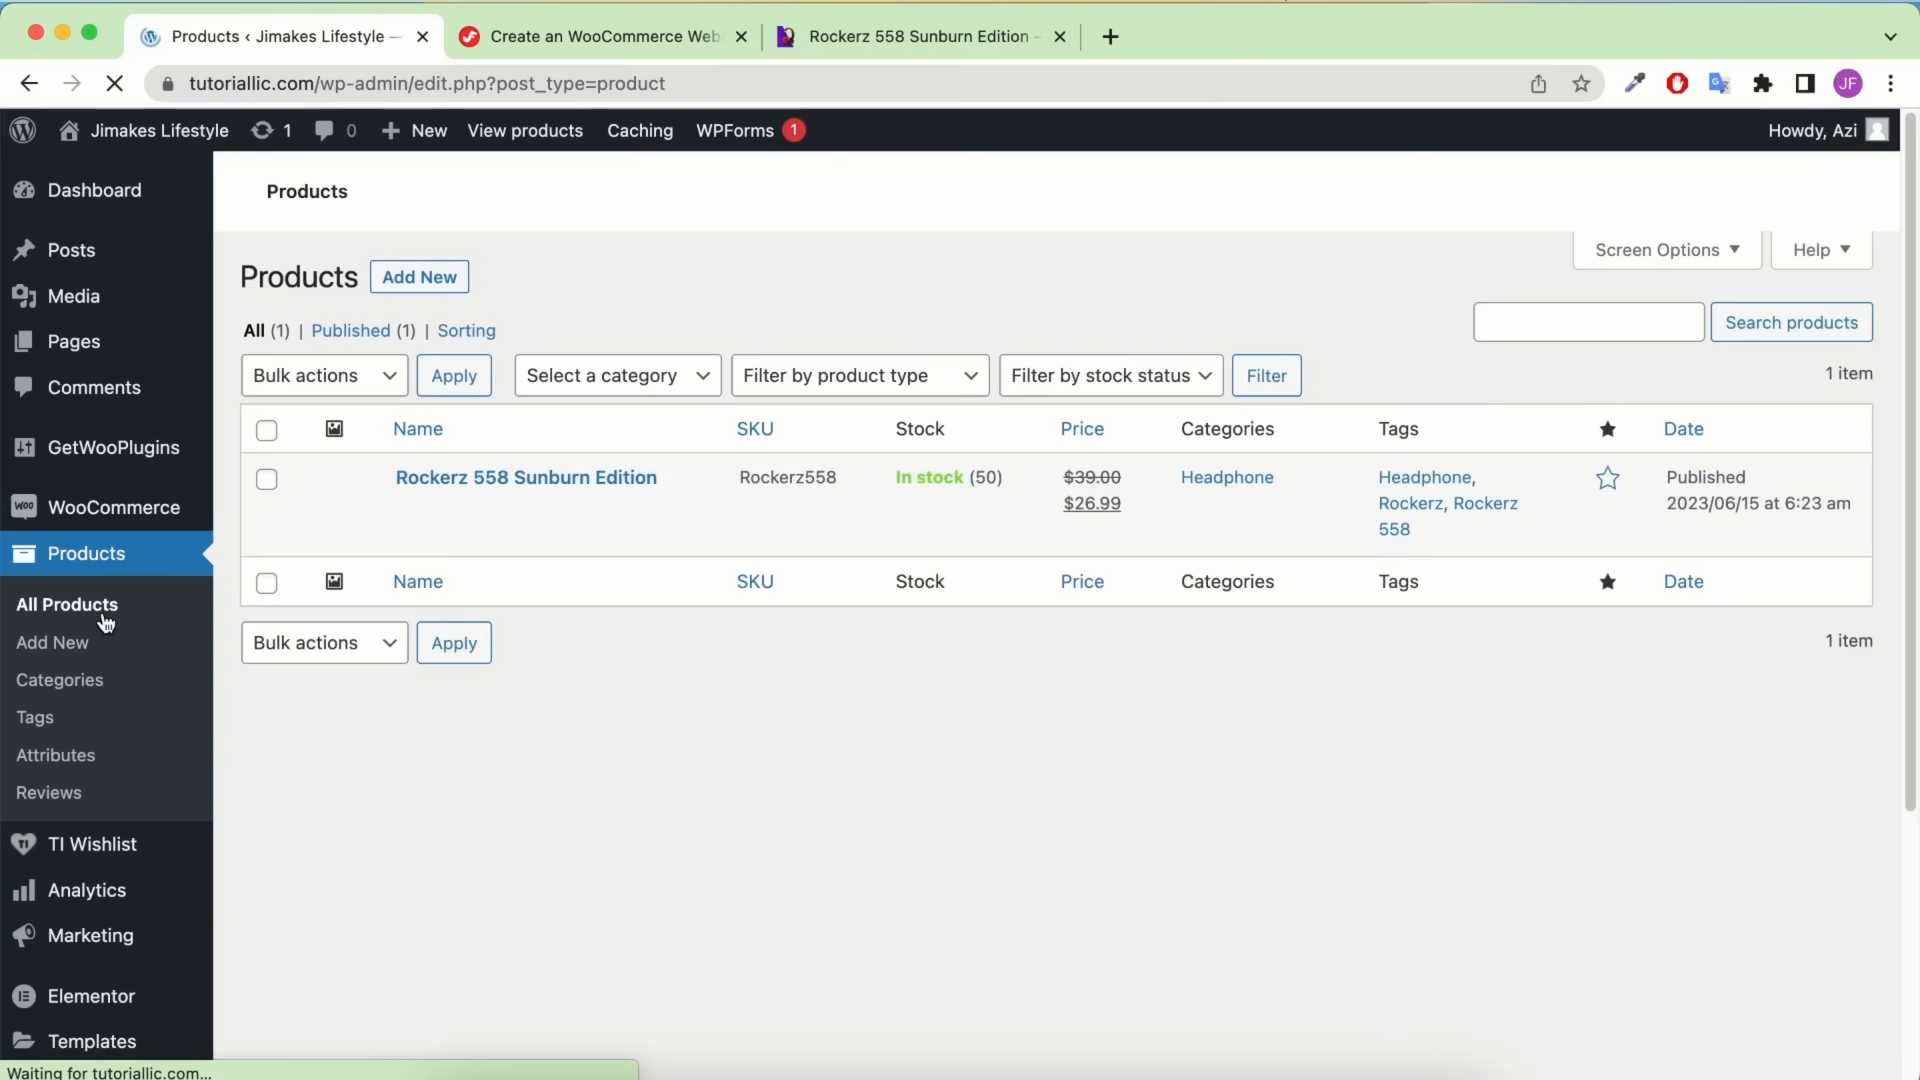 Products ‹ Jimakes Lifestyle —
Create an WooCommerce Web
Rockerz 558 Sunburn Edition -
tutoriallic.com/wp-admin/edit.php?post_type=product
JF
Jimakes Lifestyle 1 0 New View products Caching WPForms 1
Howdy, Azi
Dashboard
Posts
Media
Pages
Comments
GetWooPlugins
WooCommerce
Products
All Products
Add New
Categories
Tags
Attributes
Reviews
TI Wishlist
Analytics
Marketing
Elementor
Templates
Products
Screen Options Help
Products Add New
All (1) | Published (1) | Sorting
Search products
Bulk actions Apply Select a category Filter by product type Filter by stock status Filter
1 item
Name SKU Stock Price Categories Tags Date
Rockerz 558 Sunburn Edition Rockerz558 In stock (50) $39.00 Headphone Headphone, Published
$26.99 Rockerz, Rockerz 2023/06/15 at 6:23 am
558
Name SKU Stock Price Categories Tags Date
Bulk actions Apply
1 item
Waiting for tutoriallic.com...